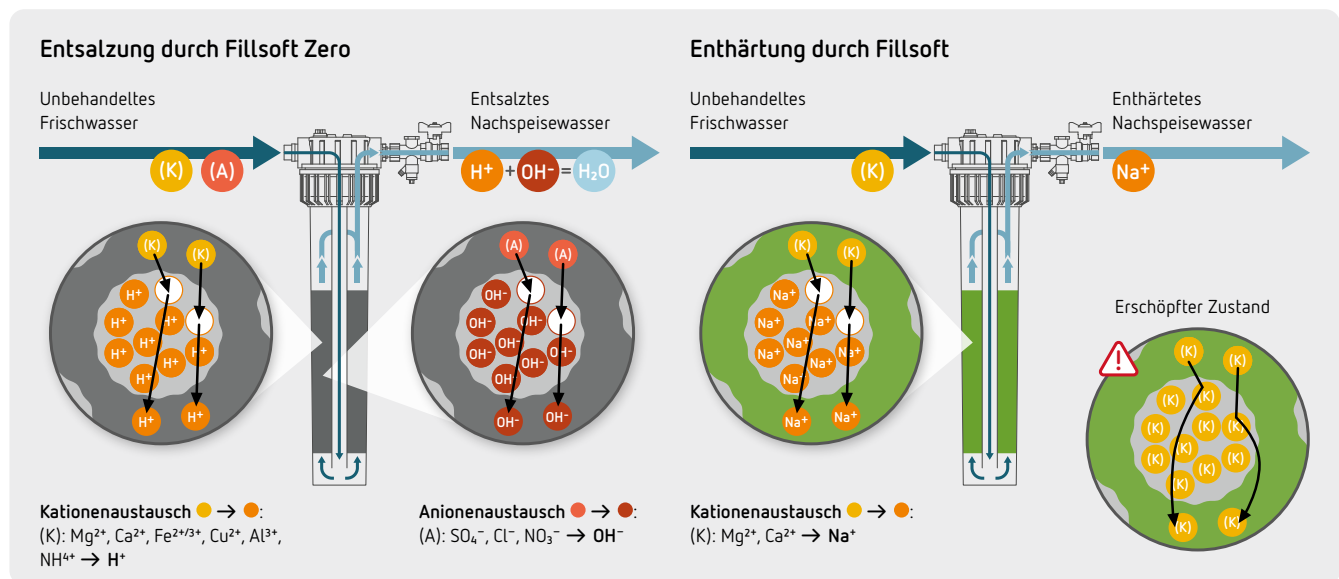 Entsalzung durch Fillsoft Zero
Unbehandeltes
Frischwasser
Entsalztes
Nachspeisewasser
(K) (A)
H⁺ + OH⁻ = H₂O
(K)
(K)
H⁺
H⁺
H⁺
H⁺
H⁺
H⁺
H⁺
H⁺
H⁺
H⁺
(A)
(A)
OH⁻
OH⁻
OH⁻
OH⁻
OH⁻
OH⁻
OH⁻
OH⁻
OH⁻
OH⁻
Kationenaustausch → :
(K): Mg²⁺, Ca²⁺, Fe²⁺/³⁺, Cu²⁺, Al³⁺,
NH⁴⁺ → H⁺
Anionenaustausch → :
(A): SO₄⁻, Cl⁻, NO₃⁻ → OH⁻
Enthärtung durch Fillsoft
Unbehandeltes
Frischwasser
Enthärtetes
Nachspeisewasser
(K)
Na⁺
(K)
(K)
Na⁺
Na⁺
Na⁺
Na⁺
Na⁺
Na⁺
Na⁺
Na⁺
Na⁺
Na⁺
Kationenaustausch → :
(K): Mg²⁺, Ca²⁺ → Na⁺
Erschöpfter Zustand
!
(K)
(K)
(K)
(K)
(K)
(K)
(K)
(K)
(K)
(K)
(K)
(K)
(K)
(K)